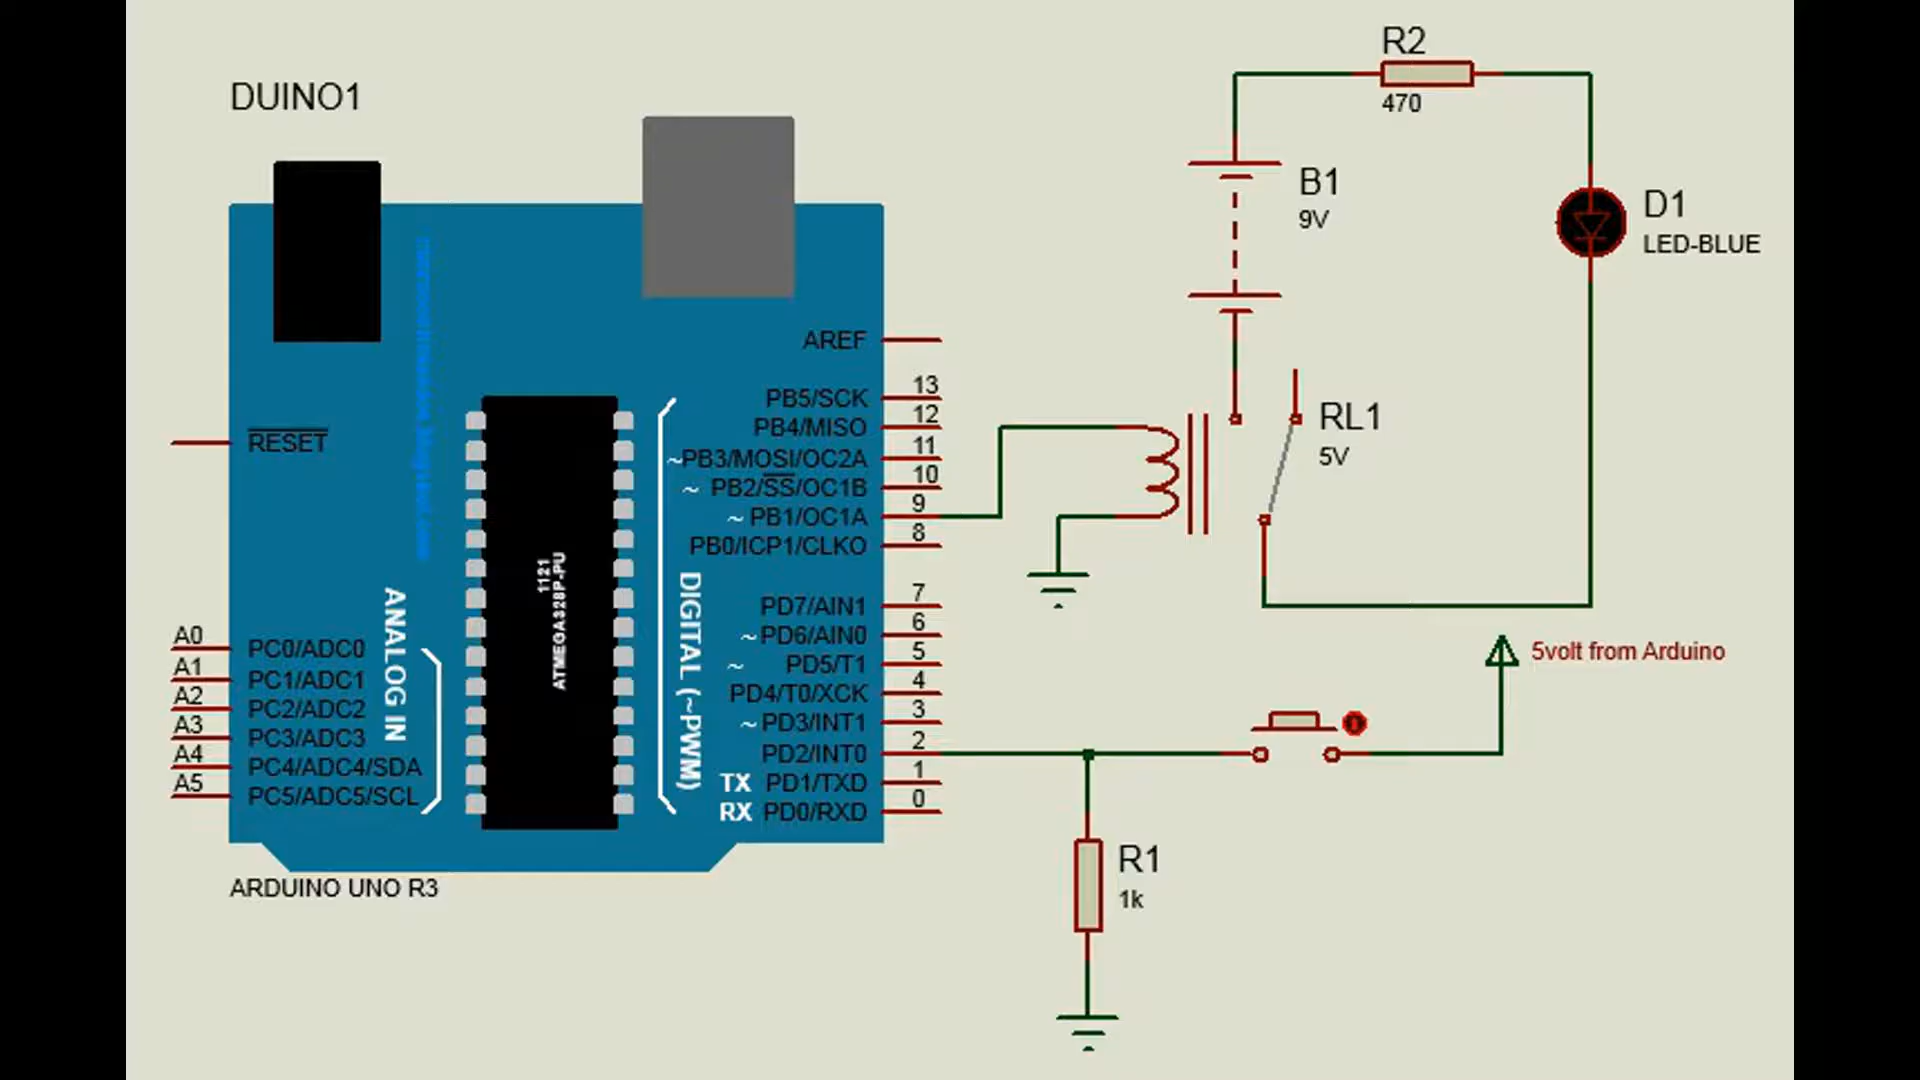 DUINO1
RESET
AREF
PB5/SCK 13
PB4/MISO 12
~PB3/MOSI/OC2A 11
~ PB2/SS/OC1B 10
~ PB1/OC1A 9
PB0/ICP1/CLKO 8
PD7/AIN1 7
~ PD6/AIN0 6
~ PD5/T1 5
PD4/T0/XCK 4
~ PD3/INT1 3
PD2/INT0 2
TX PD1/TXD 1
RX PD0/RXD 0
A0 PC0/ADC0
A1 PC1/ADC1
A2 PC2/ADC2
A3 PC3/ADC3
A4 PC4/ADC4/SDA
A5 PC5/ADC5/SCL
ANALOG IN
1121
ATMEGA328P-PU
DIGITAL (~PWM)
ARDUINO UNO R3
R2
470
B1
9V
D1
LED-BLUE
RL1
5V
5volt from Arduino
R1
1k